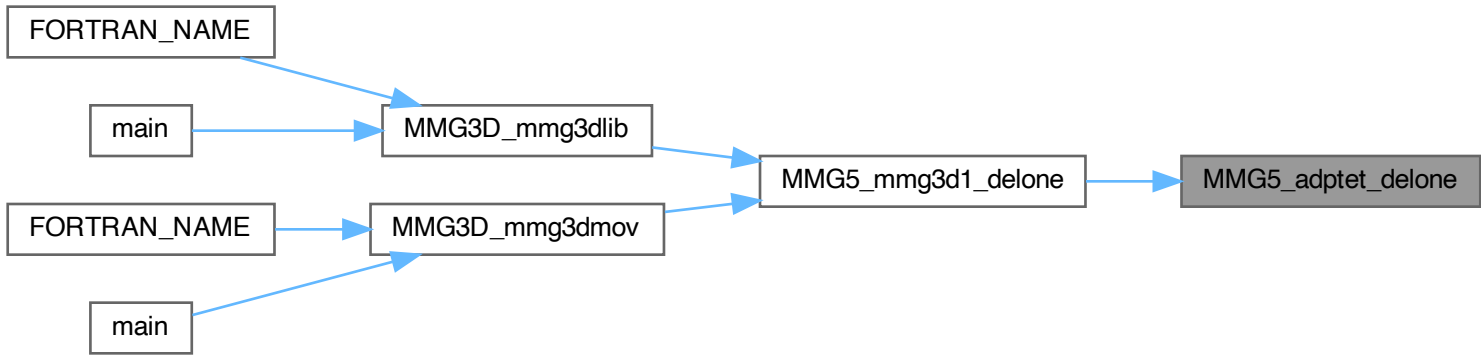 FORTRAN_NAME
main
MMG3D_mmg3dlib
MMG5_mmg3d1_delone
MMG5_adptet_delone
FORTRAN_NAME
MMG3D_mmg3dmov
main